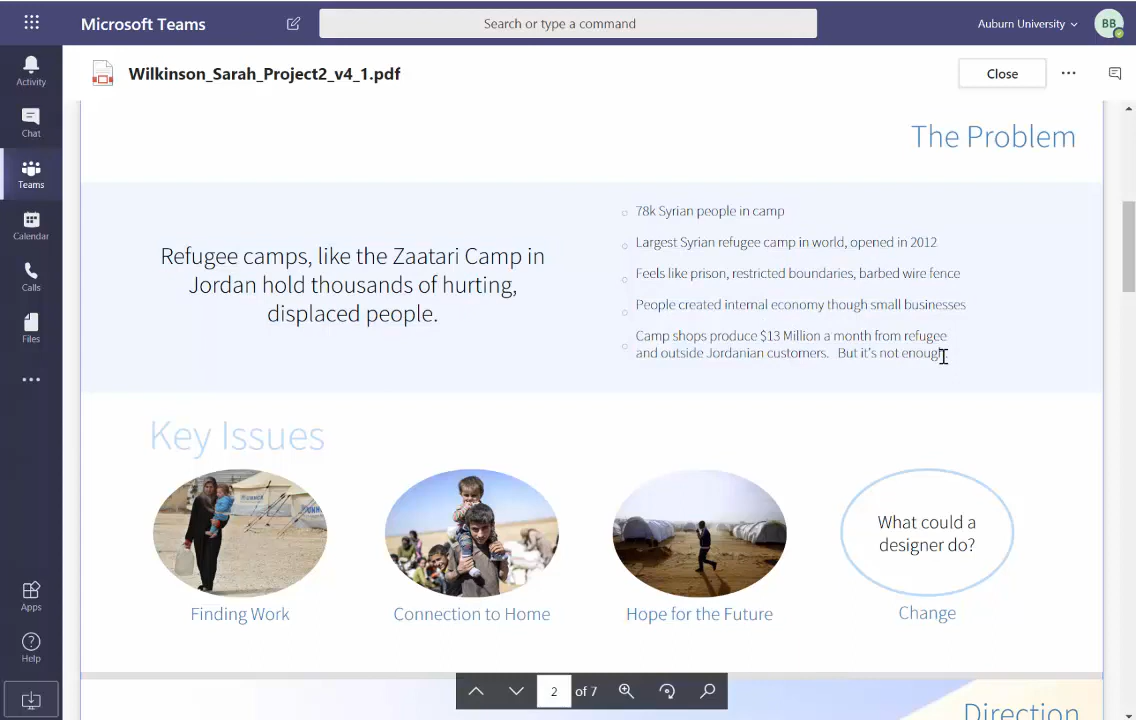 Microsoft Teams
Search or type a command
Auburn University
BB
Activity
Chat
Teams
Calendar
Calls
Files
Apps
Help
Wilkinson_Sarah_Project2_v4_1.pdf
Close
The Problem
Refugee camps, like the Zaatari Camp in
Jordan hold thousands of hurting,
displaced people.
78k Syrian people in camp
Largest Syrian refugee camp in world, opened in 2012
Feels like prison, restricted boundaries, barbed wire fence
People created internal economy though small businesses
Camp shops produce $13 Million a month from refugee
and outside Jordanian customers. But it's not enough
Key Issues
What could a
designer do?
Finding Work
Connection to Home
Hope for the Future
Change
2 of 7
Direction